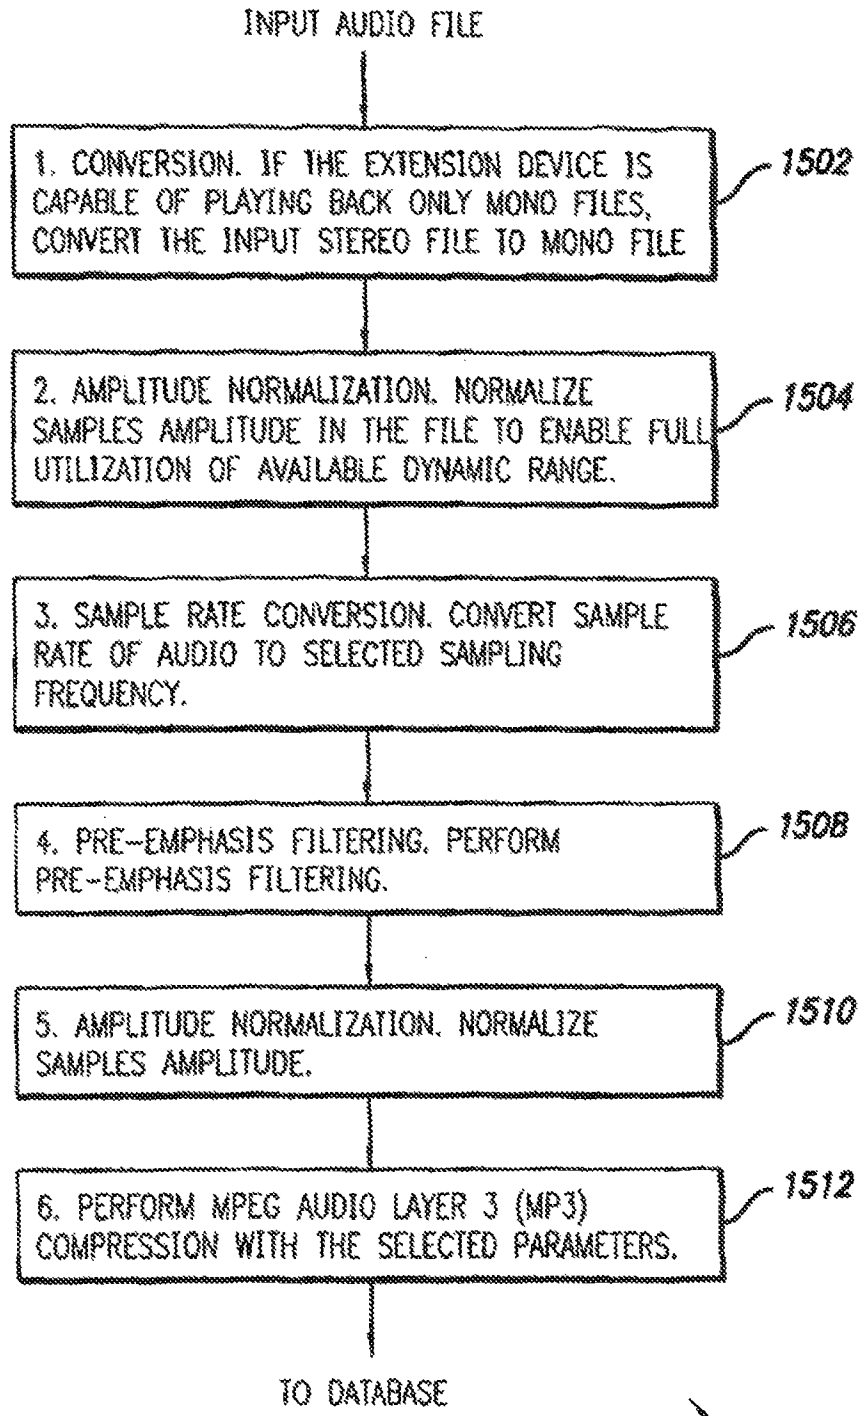 INPUT AUDIO FILE
1. CONVERSION. IF THE EXTENSION DEVICE IS
CAPABLE OF PLAYING BACK ONLY MONO FILES,
CONVERT THE INPUT STEREO FILE TO MONO FILE
1502
2. AMPLITUDE NORMALIZATION. NORMALIZE
SAMPLES AMPLITUDE IN THE FILE TO ENABLE FULL
UTILIZATION OF AVAILABLE DYNAMIC RANGE.
1504
3. SAMPLE RATE CONVERSION. CONVERT SAMPLE
RATE OF AUDIO TO SELECTED SAMPLING
FREQUENCY.
1506
4. PRE-EMPHASIS FILTERING. PERFORM
PRE-EMPHASIS FILTERING.
1508
5. AMPLITUDE NORMALIZATION. NORMALIZE
SAMPLES AMPLITUDE.
1510
6. PERFORM MPEG AUDIO LAYER 3 (MP3)
COMPRESSION WITH THE SELECTED PARAMETERS.
1512
TO DATABASE